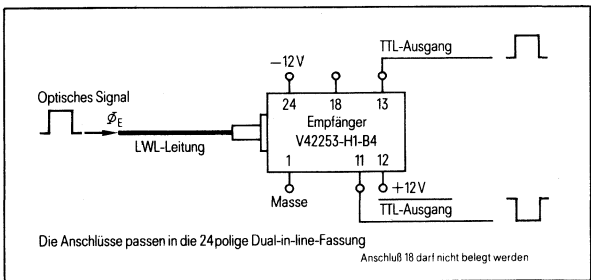 TTL-Ausgang
−12 V
24 18 13
Optisches Signal
Φ_E
Empfänger
V42253-H1-B4
LWL-Leitung
1 11 12
+12 V
Masse
TTL-Ausgang
Die Anschlüsse passen in die 24polige Dual-in-line-Fassung
Anschluß 18 darf nicht belegt werden